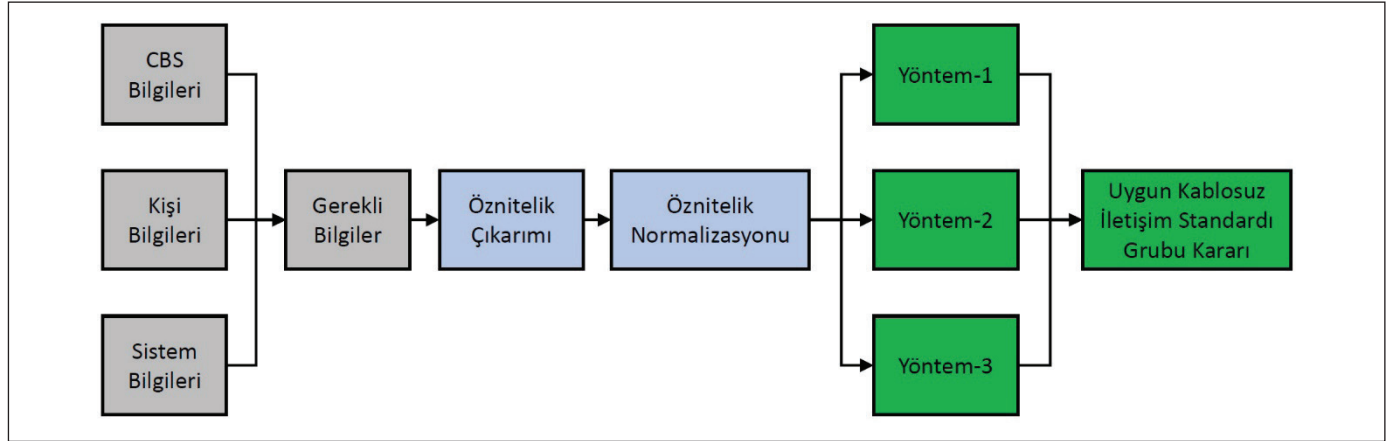 CBS
Bilgileri
Kişi
Bilgileri
Sistem
Bilgileri
Gerekli
Bilgiler
Öznitelik
Çıkarımı
Öznitelik
Normalizasyonu
Yöntem-1
Yöntem-2
Yöntem-3
Uygun Kablosuz
İletişim Standardı
Grubu Kararı